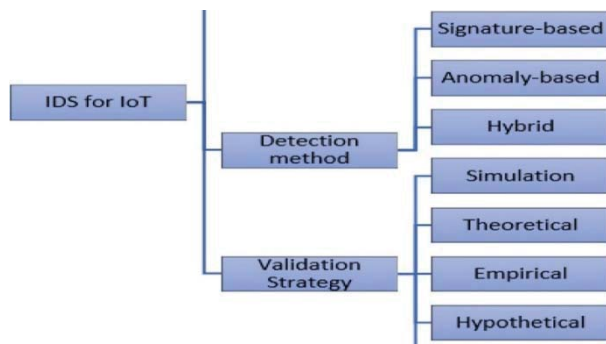 Signature-based
Anomaly-based
IDS for IoT
Hybrid
Detection
method
Simulation
Theoretical
Validation
Strategy
Empirical
Hypothetical